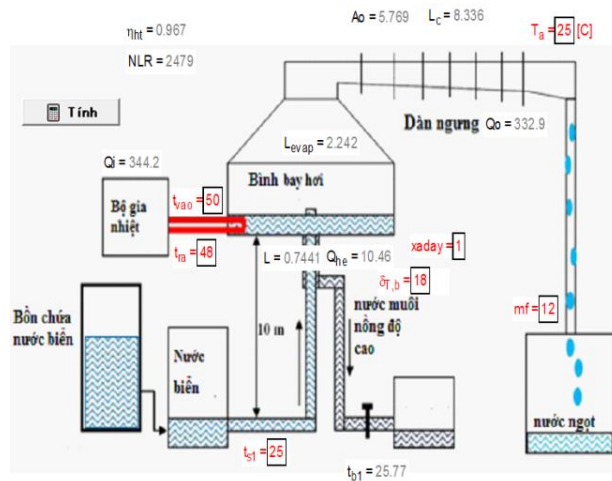 Ao = 5.769 L_c = 8.336
η_ht = 0.967
T_a = 25 [C]
NLR = 2479
Tính
Dàn ngưng Q_o = 332.9
L_evap = 2.242
Qi = 344.2
Bình bay hơi
t_vao = 50
Bộ gia
nhiệt
xaday = 1
t_ra = 48
L = 0.7441 Q_he = 10.46
δ_T,b = 18
Bồn chứa
nước biển
10 m
nước muối
nồng độ
cao
mf = 12
Nước
biển
nước ngọt
t_s1 = 25
t_b1 = 25.77